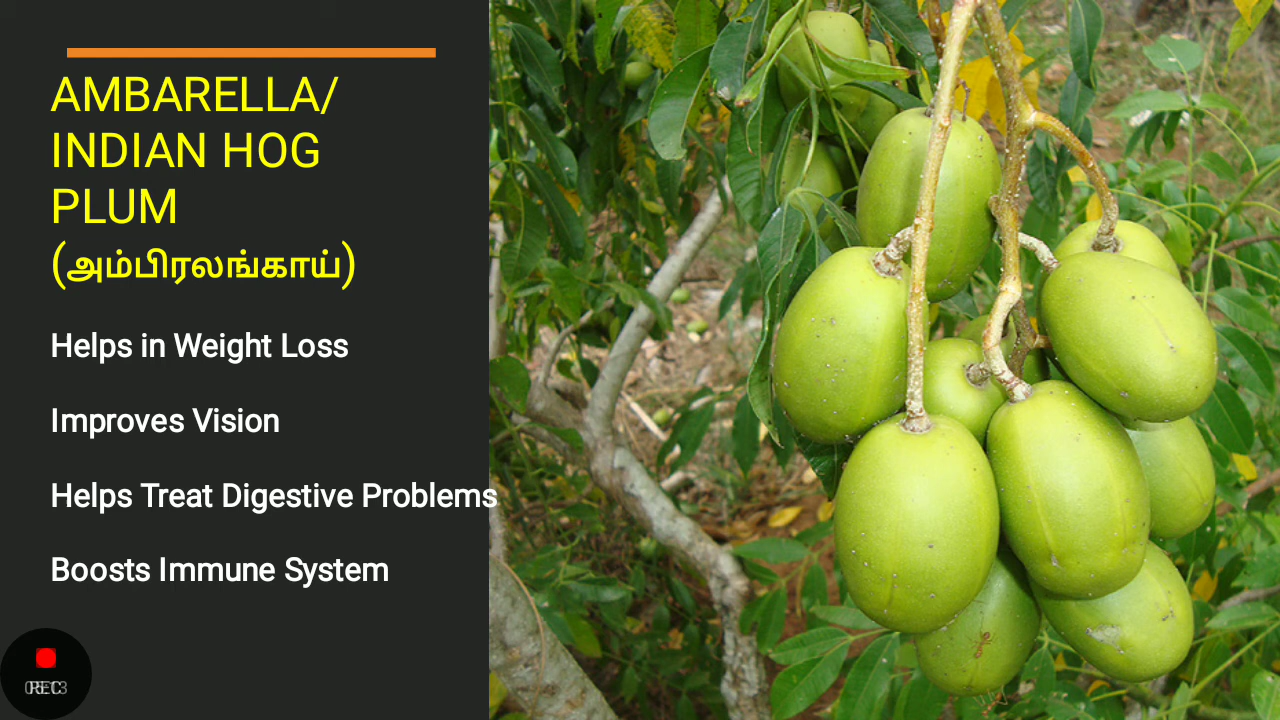 AMBARELLA/
INDIAN HOG
PLUM
(அம்பிரலங்காய்)
Helps in Weight Loss
Improves Vision
Helps Treat Digestive Problems
Boosts Immune System
REC